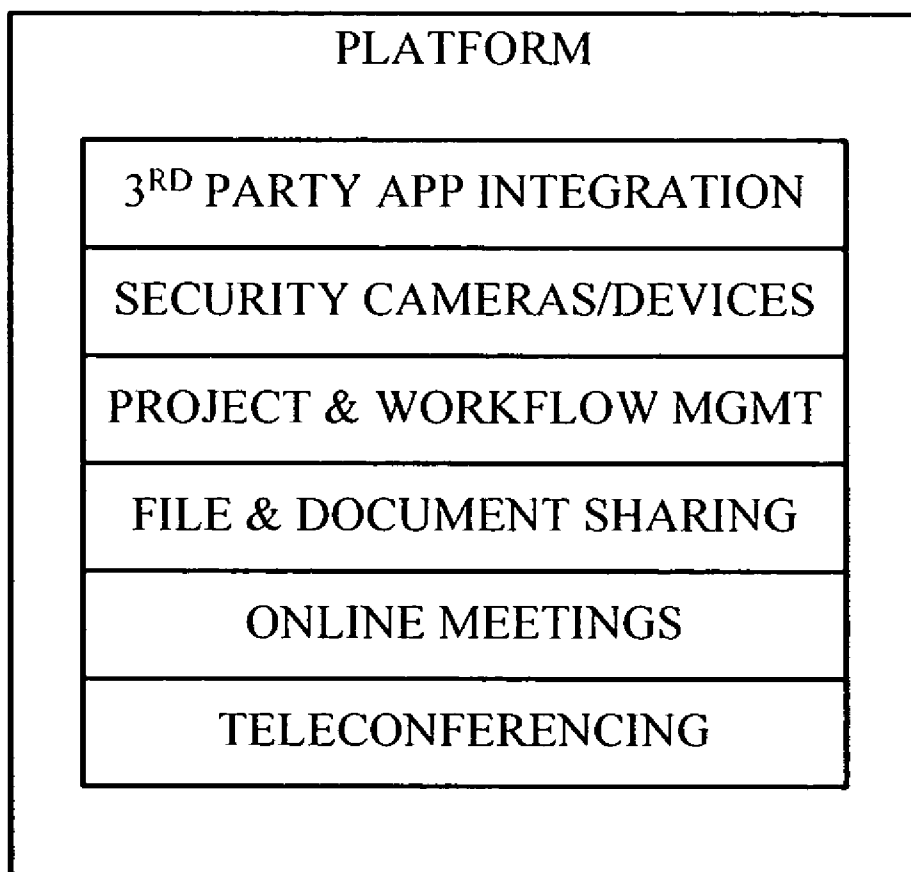 PLATFORM
3RD PARTY APP INTEGRATION
SECURITY CAMERAS/DEVICES
PROJECT & WORKFLOW MGMT
FILE & DOCUMENT SHARING
ONLINE MEETINGS
TELECONFERENCING